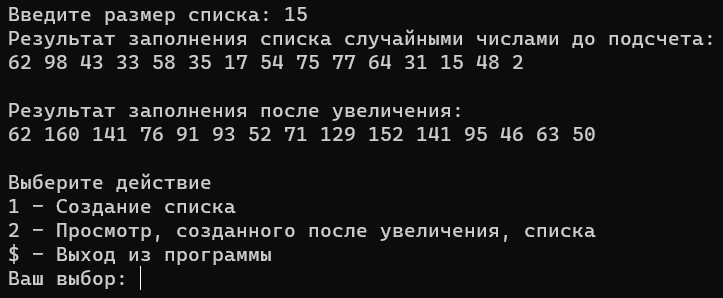 Введите размер списка: 15
Результат заполнения списка случайными числами до подсчета:
62 98 43 33 58 35 17 54 75 77 64 31 15 48 2
Результат заполнения после увеличения:
62 160 141 76 91 93 52 71 129 152 141 95 46 63 50
Выберите действие
1 - Создание списка
2 - Просмотр, созданного после увеличения, списка
$ - Выход из программы
Ваш выбор: